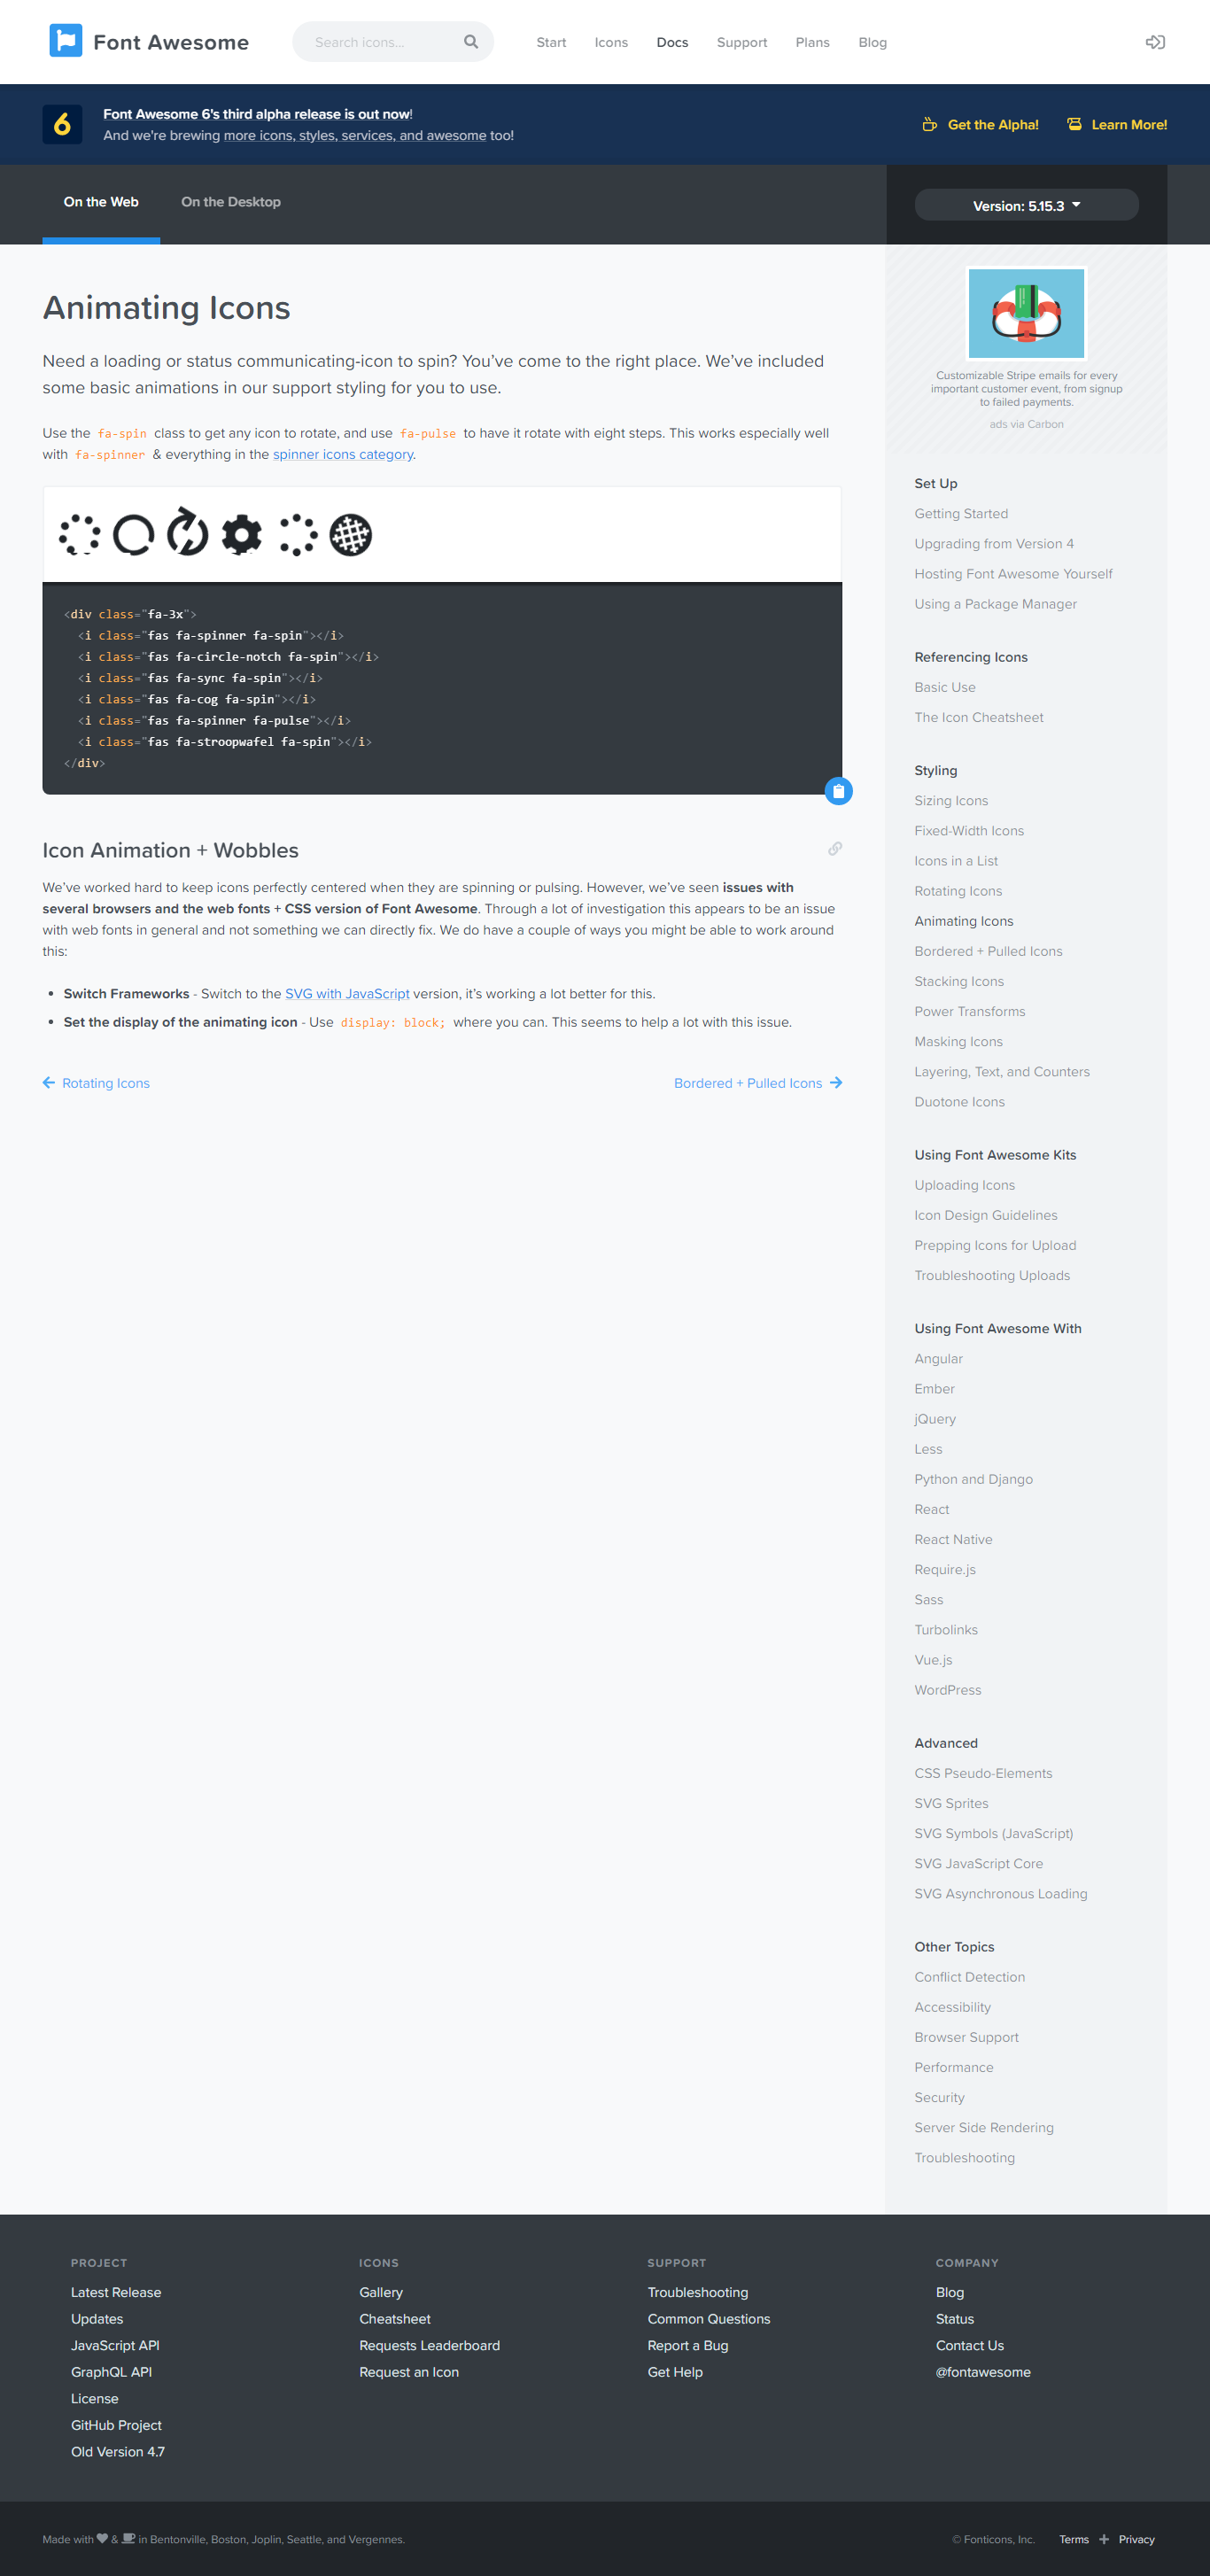 Font Awesome
Search icons...
Start
Icons
Docs
Support
Plans
Blog
6
Font Awesome 6's third alpha release is out now!
And we're brewing more icons, styles, services, and awesome too!
Get the Alpha!
Learn More!
On the Web
On the Desktop
Version: 5.15.3
Animating Icons
Need a loading or status communicating-icon to spin? You’ve come to the right place. We’ve included
some basic animations in our support styling for you to use.
Use the fa-spin class to get any icon to rotate, and use fa-pulse to have it rotate with eight steps. This works especially well
with fa-spinner & everything in the spinner icons category.
<div class="fa-3x">
  <i class="fas fa-spinner fa-spin"></i>
  <i class="fas fa-circle-notch fa-spin"></i>
  <i class="fas fa-sync fa-spin"></i>
  <i class="fas fa-cog fa-spin"></i>
  <i class="fas fa-spinner fa-pulse"></i>
  <i class="fas fa-stroopwafel fa-spin"></i>
</div>
Icon Animation + Wobbles
We’ve worked hard to keep icons perfectly centered when they are spinning or pulsing. However, we’ve seen issues with
several browsers and the web fonts + CSS version of Font Awesome. Through a lot of investigation this appears to be an issue
with web fonts in general and not something we can directly fix. We do have a couple of ways you might be able to work around
this:
• Switch Frameworks - Switch to the SVG with JavaScript version, it’s working a lot better for this.
• Set the display of the animating icon - Use display: block; where you can. This seems to help a lot with this issue.
Rotating Icons
Bordered + Pulled Icons
Customizable Stripe emails for every
important customer event, from signup
to failed payments.
ads via Carbon
Set Up
Getting Started
Upgrading from Version 4
Hosting Font Awesome Yourself
Using a Package Manager
Referencing Icons
Basic Use
The Icon Cheatsheet
Styling
Sizing Icons
Fixed-Width Icons
Icons in a List
Rotating Icons
Animating Icons
Bordered + Pulled Icons
Stacking Icons
Power Transforms
Masking Icons
Layering, Text, and Counters
Duotone Icons
Using Font Awesome Kits
Uploading Icons
Icon Design Guidelines
Prepping Icons for Upload
Troubleshooting Uploads
Using Font Awesome With
Angular
Ember
jQuery
Less
Python and Django
React
React Native
Require.js
Sass
Turbolinks
Vue.js
WordPress
Advanced
CSS Pseudo-Elements
SVG Sprites
SVG Symbols (JavaScript)
SVG JavaScript Core
SVG Asynchronous Loading
Other Topics
Conflict Detection
Accessibility
Browser Support
Performance
Security
Server Side Rendering
Troubleshooting
PROJECT
Latest Release
Updates
JavaScript API
GraphQL API
License
GitHub Project
Old Version 4.7
ICONS
Gallery
Cheatsheet
Requests Leaderboard
Request an Icon
SUPPORT
Troubleshooting
Common Questions
Report a Bug
Get Help
COMPANY
Blog
Status
Contact Us
@fontawesome
Made with & in Bentonville, Boston, Joplin, Seattle, and Vergennes.
© Fonticons, Inc.
Terms
Privacy